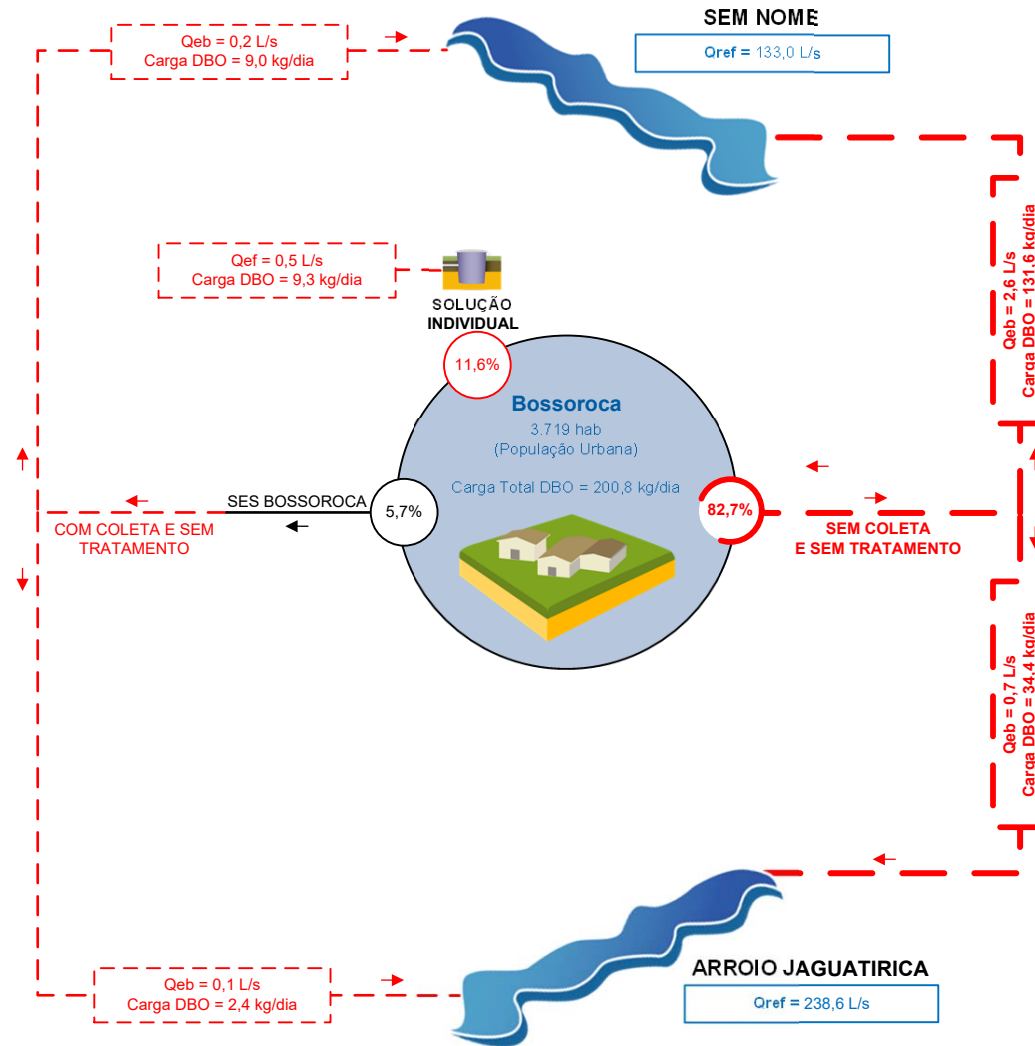 SEM NOME
Qref = 133,0 L/s
Qeb = 0,2 L/s
Carga DBO = 9,0 kg/dia
Qeb = 2,6 L/s
Carga DBO = 131,6 kg/dia
Qef = 0,5 L/s
Carga DBO = 9,3 kg/dia
SOLUÇÃO
INDIVIDUAL
11,6%
Bossoroca
3.719 hab
(População Urbana)
Carga Total DBO = 200,8 kg/dia
SES BOSSOROCA
5,7%
82,7%
COM COLETA E SEM
TRATAMENTO
SEM COLETA
E SEM TRATAMENTO
Qeb = 0,7 L/s
Carga DBO = 34,4 kg/dia
ARROIO JAGUATIRICA
Qref = 238,6 L/s
Qeb = 0,1 L/s
Carga DBO = 2,4 kg/dia